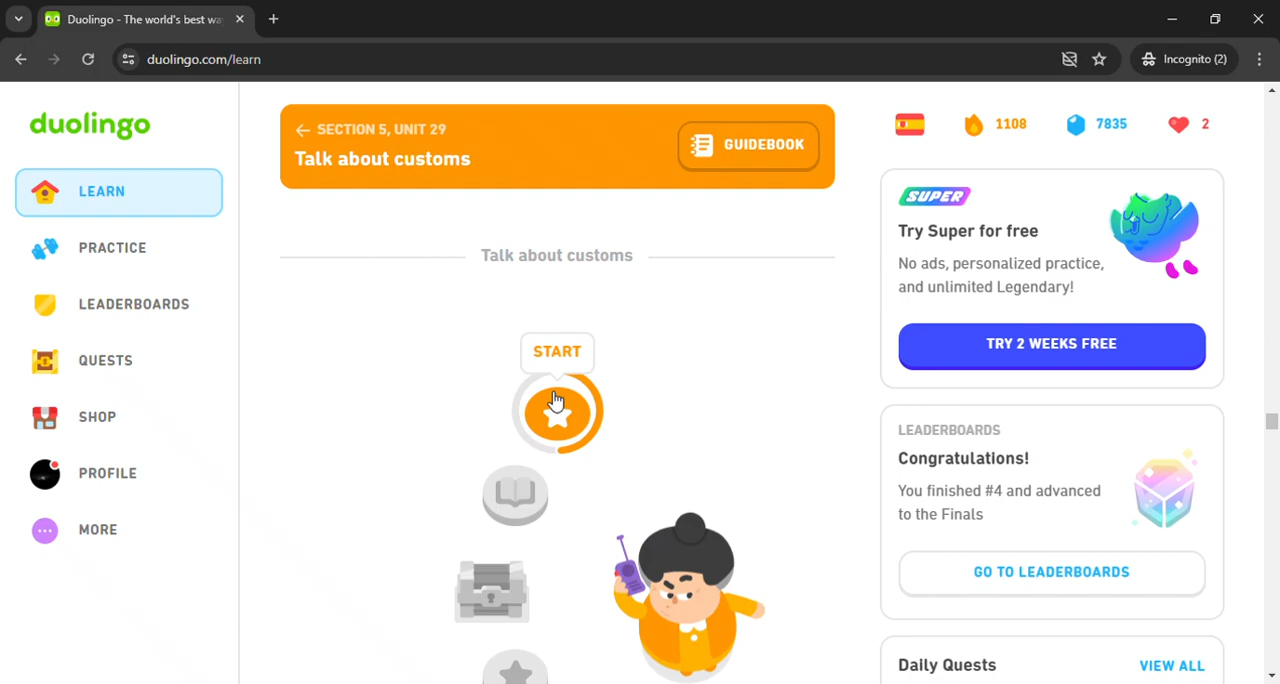 Duolingo - The world's best wa
duolingo.com/learn
Incognito (2)
duolingo
LEARN
PRACTICE
LEADERBOARDS
QUESTS
SHOP
PROFILE
MORE
SECTION 5, UNIT 29
Talk about customs
GUIDEBOOK
Talk about customs
START
1108
7835
2
SUPER
Try Super for free
No ads, personalized practice,
and unlimited Legendary!
TRY 2 WEEKS FREE
LEADERBOARDS
Congratulations!
You finished #4 and advanced
to the Finals
GO TO LEADERBOARDS
Daily Quests
VIEW ALL